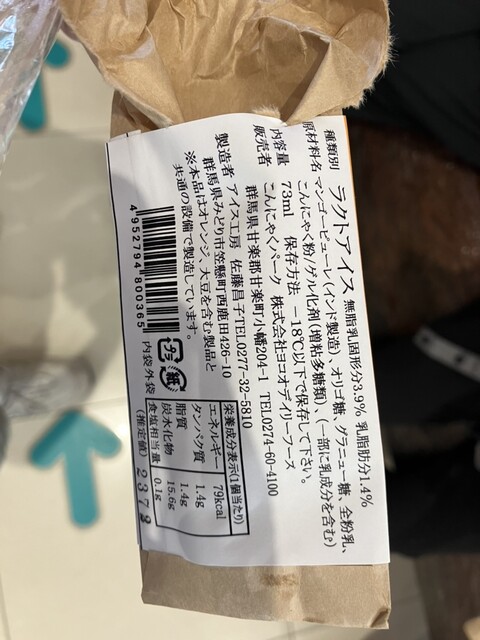 種類別 ラクトアイス 無脂乳固形分3.9% 乳脂肪分1.4%
原材料名 マンゴーピューレ(インド製造)、オリゴ糖、グラニュー糖、全粉乳、
こんにゃく粉/ゲル化剤(増粘多糖類)、(一部に乳成分を含む)
内容量 73ml 保存方法 -18℃以下で保存して下さい。
販売者 こんにゃくパーク 株式会社ヨコオデイリーフーズ
群馬県甘楽郡甘楽町小幡204-1 TEL0274-60-4100
製造者 アイス工房 佐藤昌子TEL0277-32-5810
群馬県みどり市笠懸町西鹿田426-10
※本品はオレンジ、大豆を含む製品と
共通の設備で製造しています。
4952794800365
プラ 紙
内袋 外袋
栄養成分表示(1個当たり)
エネルギー 79kcal
タンパク質 1.4g
脂質 1.4g
炭水化物 15.6g
食塩相当量 0.1g
(推定値)